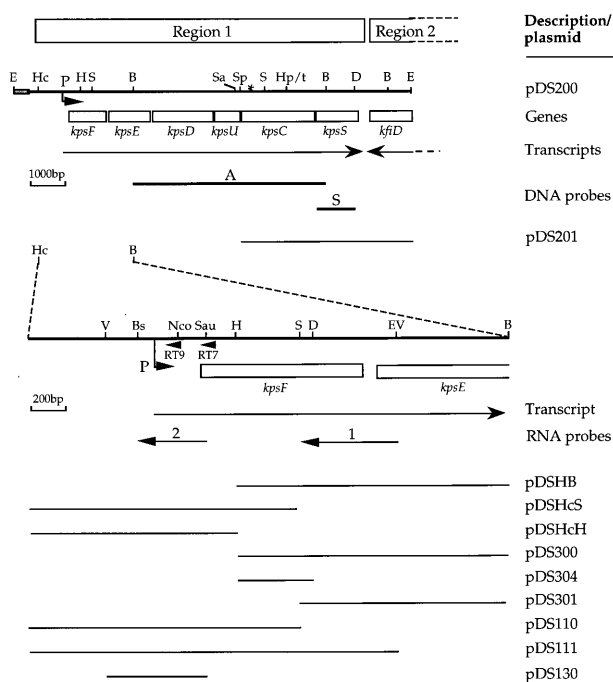 Region 1 Region 2 Description/
plasmid
E Hc P H S B Sa Sp * S Hp/t B D B E pDS200
kpsF kpsE kpsD kpsU kpsC kpsS kfiD Genes
Transcripts
1000bp A DNA probes
S
pDS201
Hc B
V Bs Nco Sau H S D EV B
P RT9 RT7
kpsF kpsE
200bp Transcript
2 1 RNA probes
pDSHB
pDSHcS
pDSHcH
pDS300
pDS304
pDS301
pDS110
pDS111
pDS130